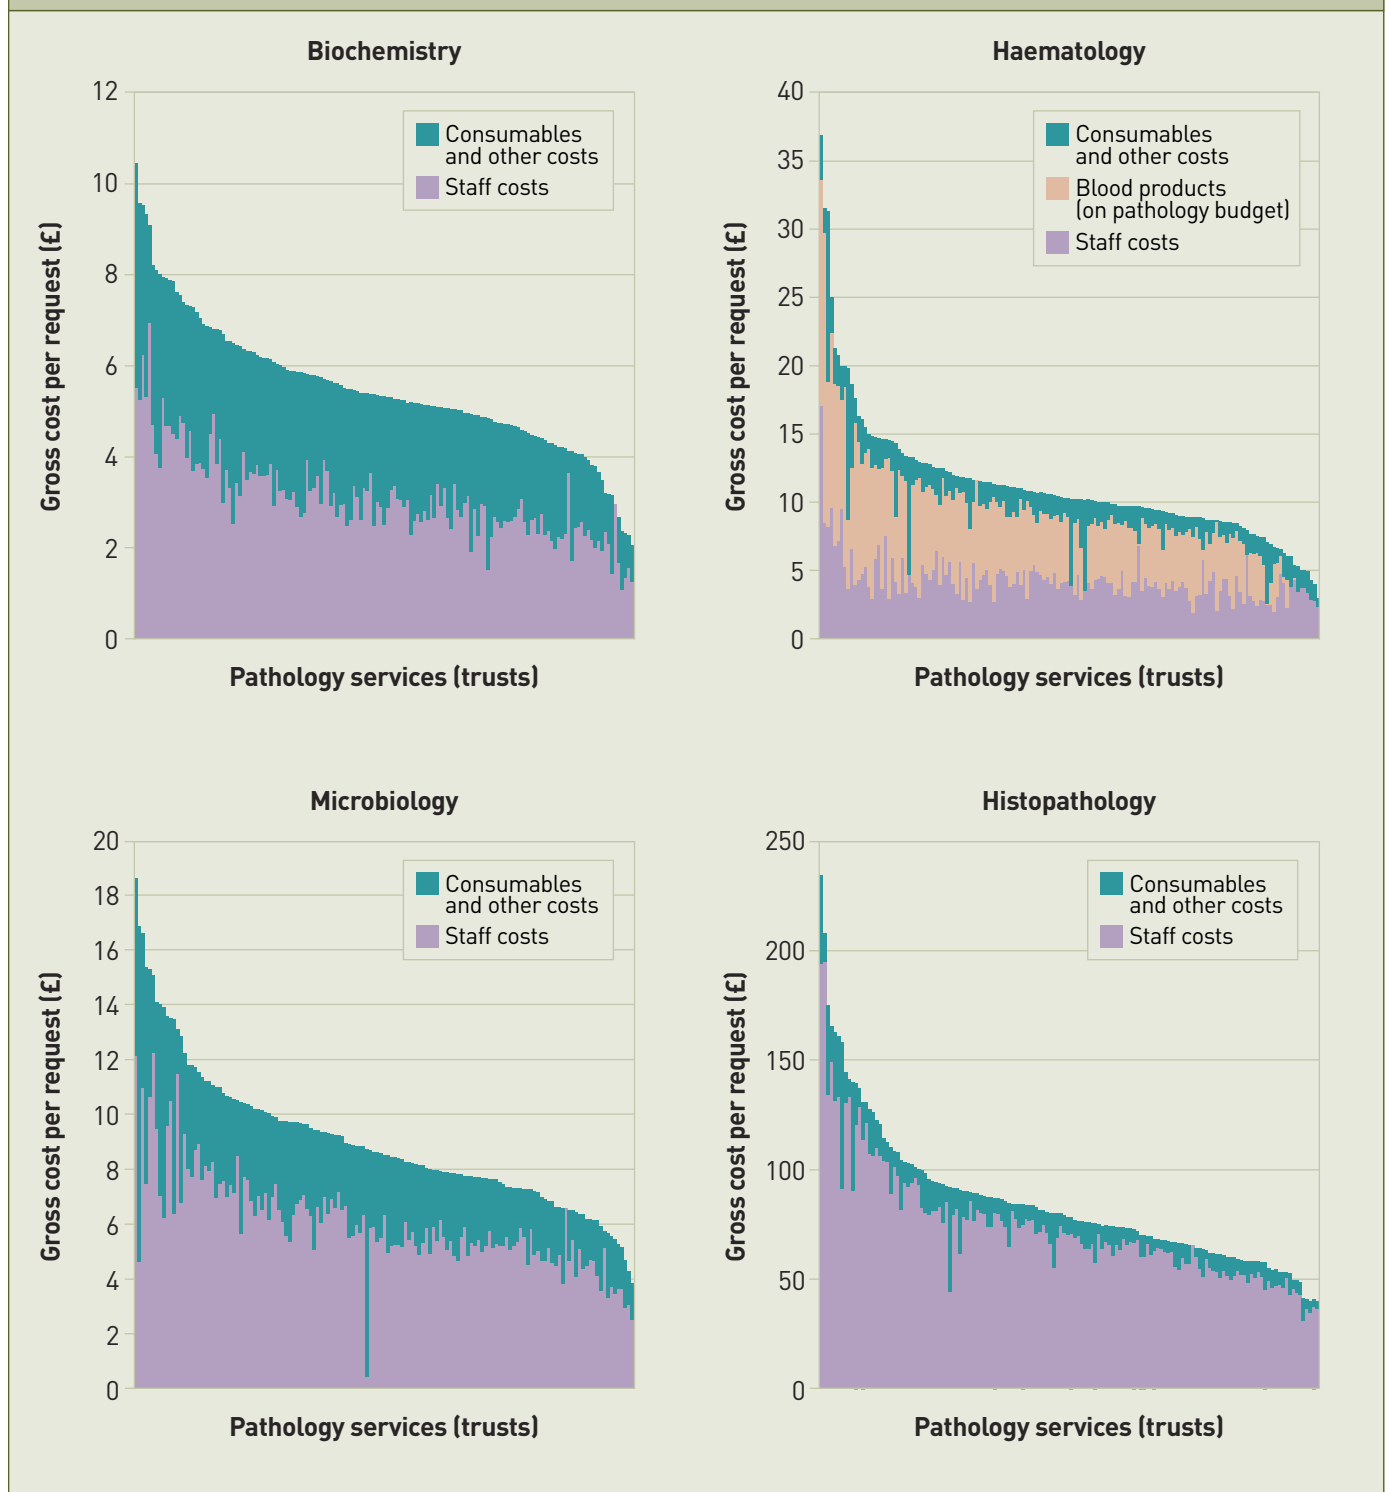 Biochemistry
12
10
8
6
4
2
0
Gross cost per request (£)
Consumables
and other costs
Staff costs
Pathology services (trusts)
Haematology
40
35
30
25
20
15
10
5
0
Gross cost per request (£)
Consumables
and other costs
Blood products
(on pathology budget)
Staff costs
Pathology services (trusts)
Microbiology
20
18
16
14
12
10
8
6
4
2
0
Gross cost per request (£)
Consumables
and other costs
Staff costs
Pathology services (trusts)
Histopathology
250
200
150
100
50
0
Gross cost per request (£)
Consumables
and other costs
Staff costs
Pathology services (trusts)